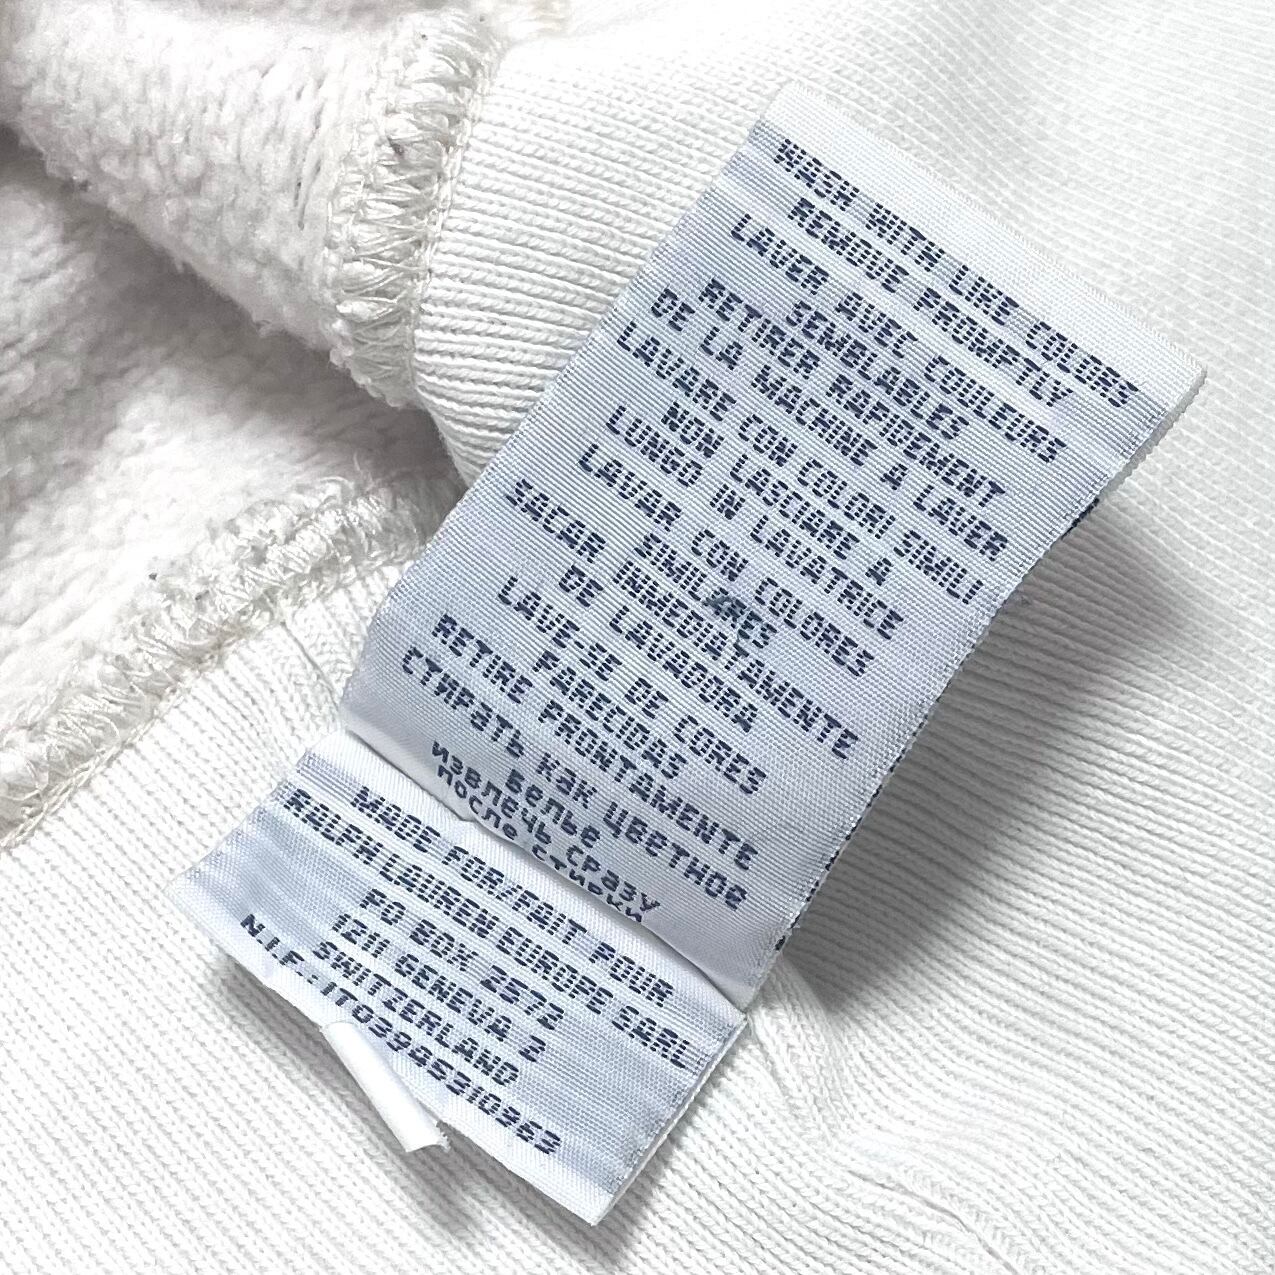 WASH WITH LIKE COLORS
REMOVE PROMPTLY
LAVER AVEC COULEURS
SEMBLABLES
RETIRER RAPIDEMENT
DE LA MACHINE A LAVER
LAVARE CON COLORI SIMILI
NON LASCIARE A
LUNGO IN LAVATRICE
LAVAR CON COLORES
SIMILARES
SACAR INMEDIATAMENTE
DE LAVADORA
LAVE-SE DE CORES
PARECIDAS
RETIRE PRONTAMENTE
СТИРАТЬ КАК ЦВЕТНОЕ
БЕЛЬЕ
ИЗВЛЕЧЬ СРАЗУ
ПОСЛЕ СТИРКИ
MADE FOR/FAIT POUR
RALPH LAUREN EUROPE SARL
PO BOX 2572
1211 GENEVA 2
SWITZERLAND
N.I.F.: